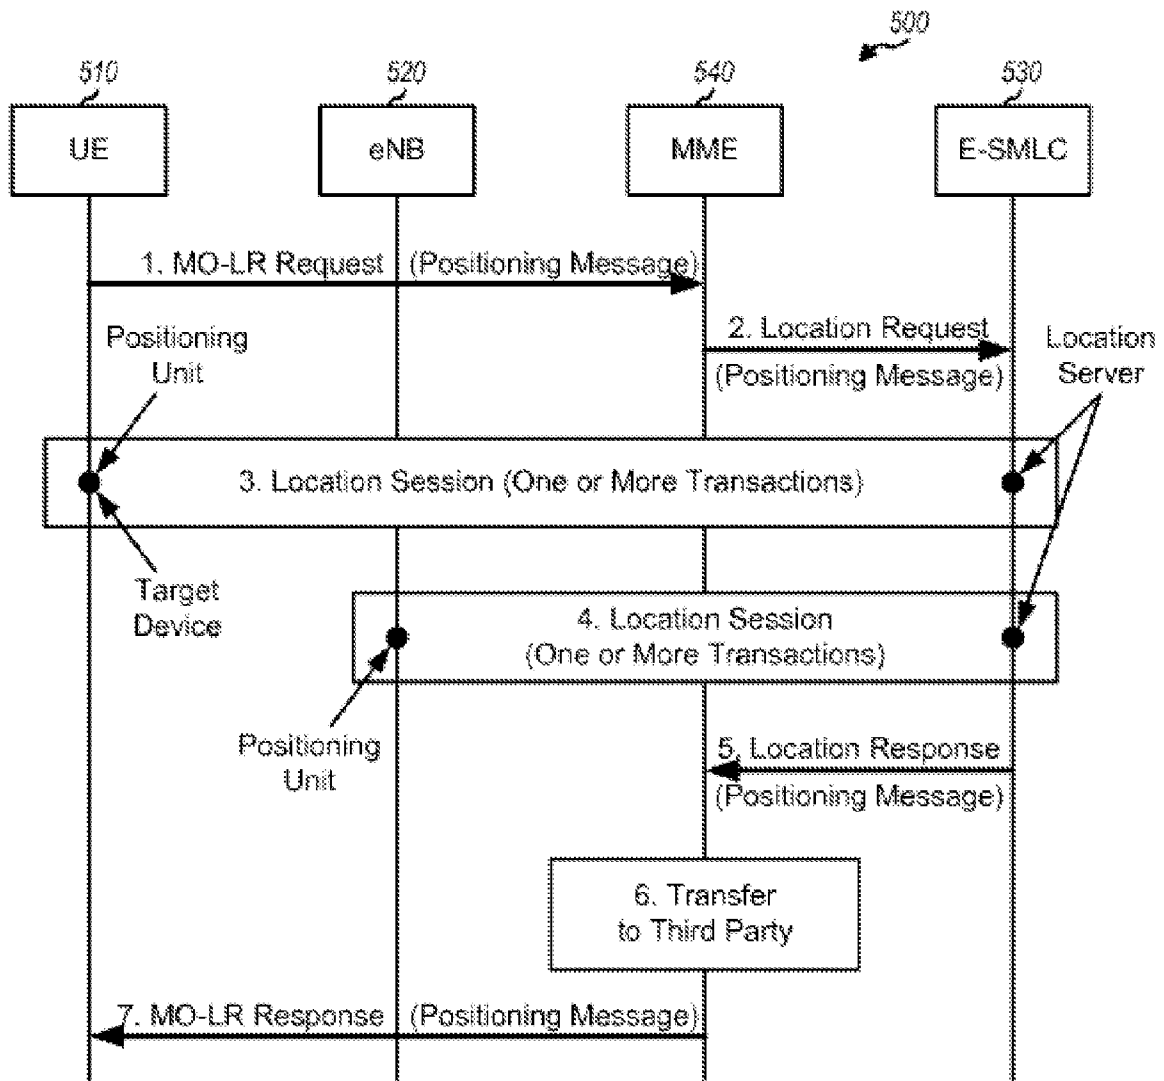 500
510
520
540
530
UE
eNB
MME
E-SMLC
1. MO-LR Request (Positioning Message)
2. Location Request
(Positioning Message)
Positioning
Unit
Location
Server
3. Location Session (One or More Transactions)
Target
Device
4. Location Session
(One or More Transactions)
Positioning
Unit
5. Location Response
(Positioning Message)
6. Transfer
to Third Party
7. MO-LR Response (Positioning Message)